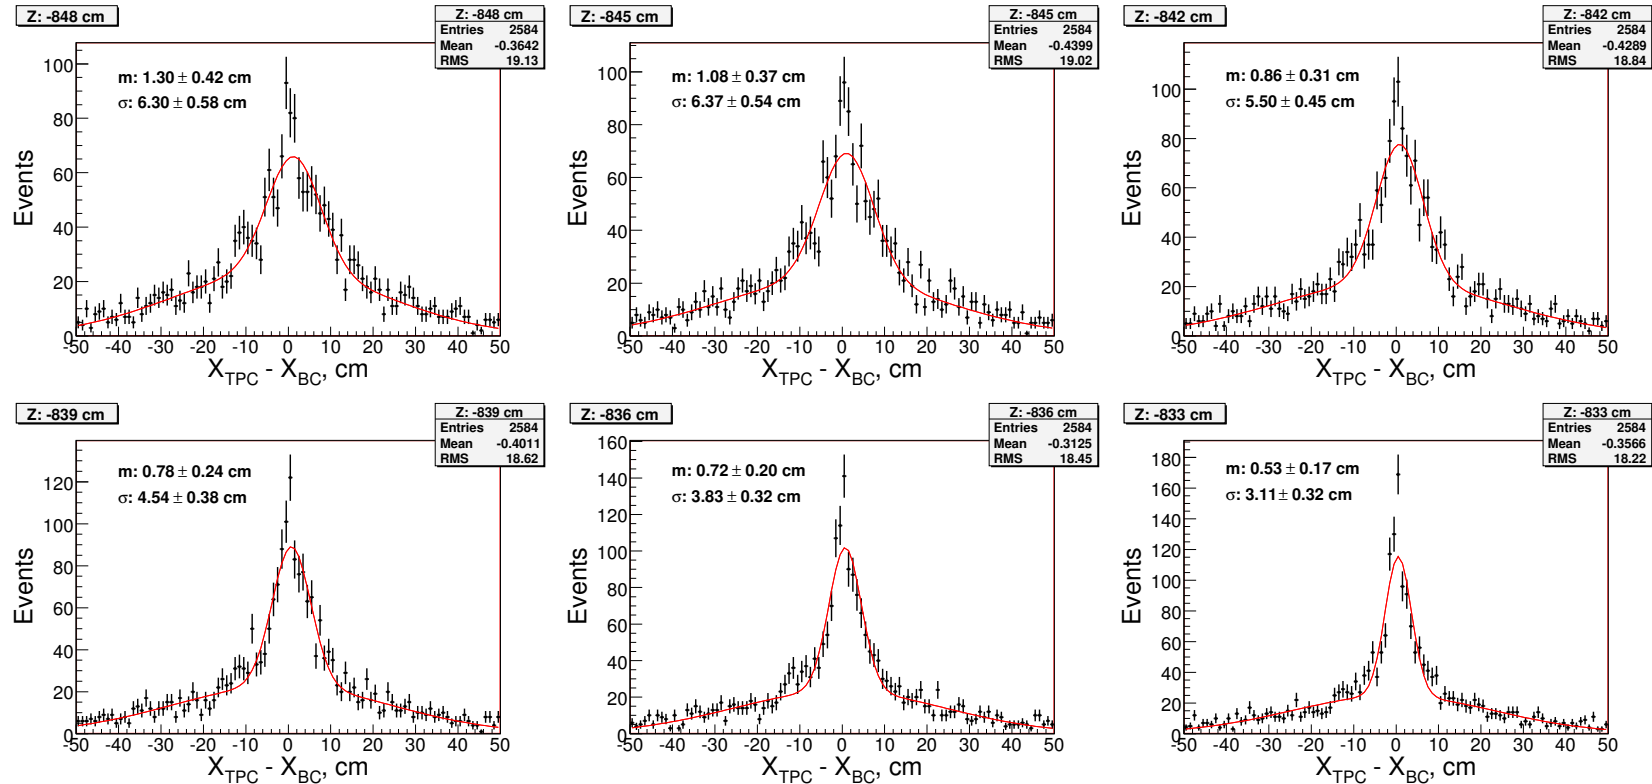 Z: -848 cm
Z: -848 cm
Entries 2584
Mean -0.3642
RMS 19.13
m: 1.30 ± 0.42 cm
σ: 6.30 ± 0.58 cm
Events
100
80
60
40
20
0
-50 -40 -30 -20 -10 0 10 20 30 40 50
X_TPC - X_BC, cm
Z: -845 cm
Z: -845 cm
Entries 2584
Mean -0.4399
RMS 19.02
m: 1.08 ± 0.37 cm
σ: 6.37 ± 0.54 cm
Events
100
80
60
40
20
0
-50 -40 -30 -20 -10 0 10 20 30 40 50
X_TPC - X_BC, cm
Z: -842 cm
Z: -842 cm
Entries 2584
Mean -0.4289
RMS 18.84
m: 0.86 ± 0.31 cm
σ: 5.50 ± 0.45 cm
Events
100
80
60
40
20
0
-50 -40 -30 -20 -10 0 10 20 30 40 50
X_TPC - X_BC, cm
Z: -839 cm
Z: -839 cm
Entries 2584
Mean -0.4011
RMS 18.62
m: 0.78 ± 0.24 cm
σ: 4.54 ± 0.38 cm
Events
120
100
80
60
40
20
0
-50 -40 -30 -20 -10 0 10 20 30 40 50
X_TPC - X_BC, cm
Z: -836 cm
Z: -836 cm
Entries 2584
Mean -0.3125
RMS 18.45
m: 0.72 ± 0.20 cm
σ: 3.83 ± 0.32 cm
Events
160
140
120
100
80
60
40
20
0
-50 -40 -30 -20 -10 0 10 20 30 40 50
X_TPC - X_BC, cm
Z: -833 cm
Z: -833 cm
Entries 2584
Mean -0.3566
RMS 18.22
m: 0.53 ± 0.17 cm
σ: 3.11 ± 0.32 cm
Events
180
160
140
120
100
80
60
40
20
0
-50 -40 -30 -20 -10 0 10 20 30 40 50
X_TPC - X_BC, cm